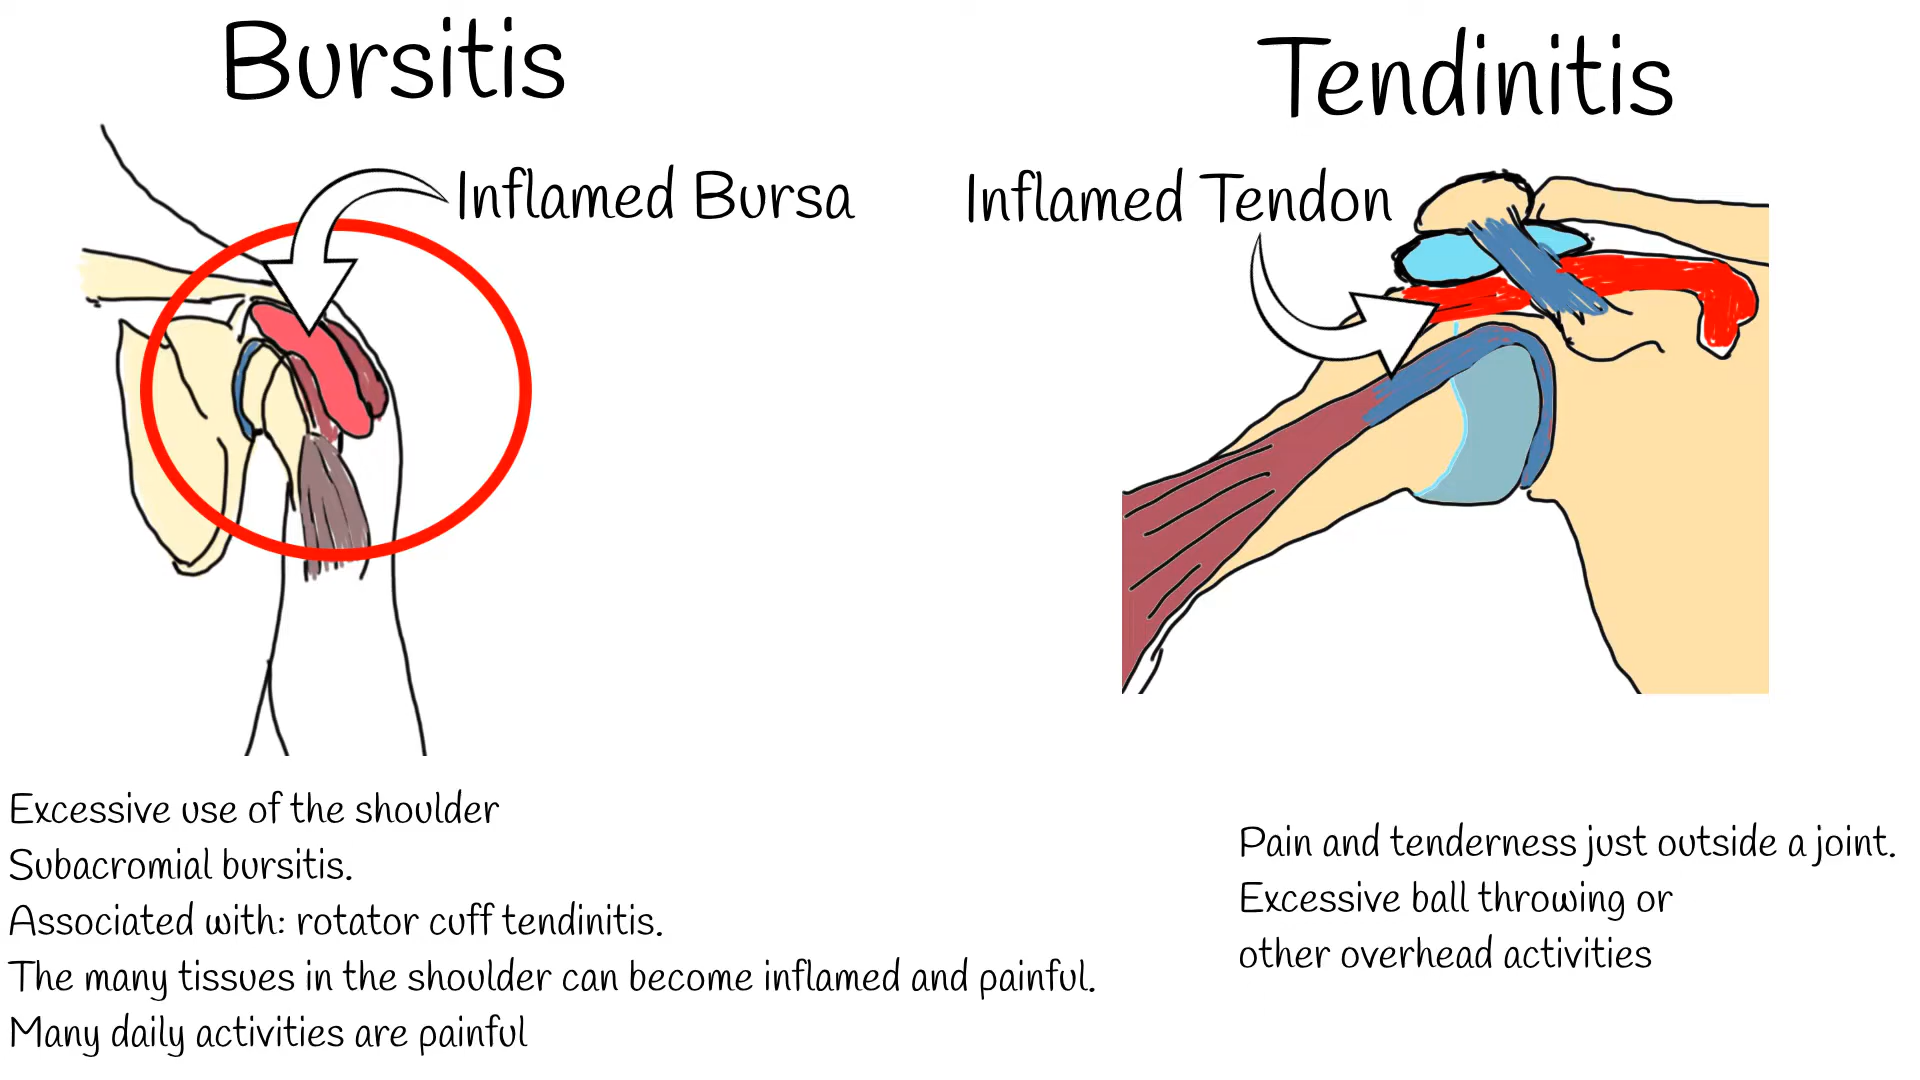 Bursitis
Inflamed Bursa
Excessive use of the shoulder
Subacromial bursitis.
Associated with: rotator cuff tendinitis.
The many tissues in the shoulder can become inflamed and painful.
Many daily activities are painful
Tendinitis
Inflamed Tendon
Pain and tenderness just outside a joint.
Excessive ball throwing or
other overhead activities